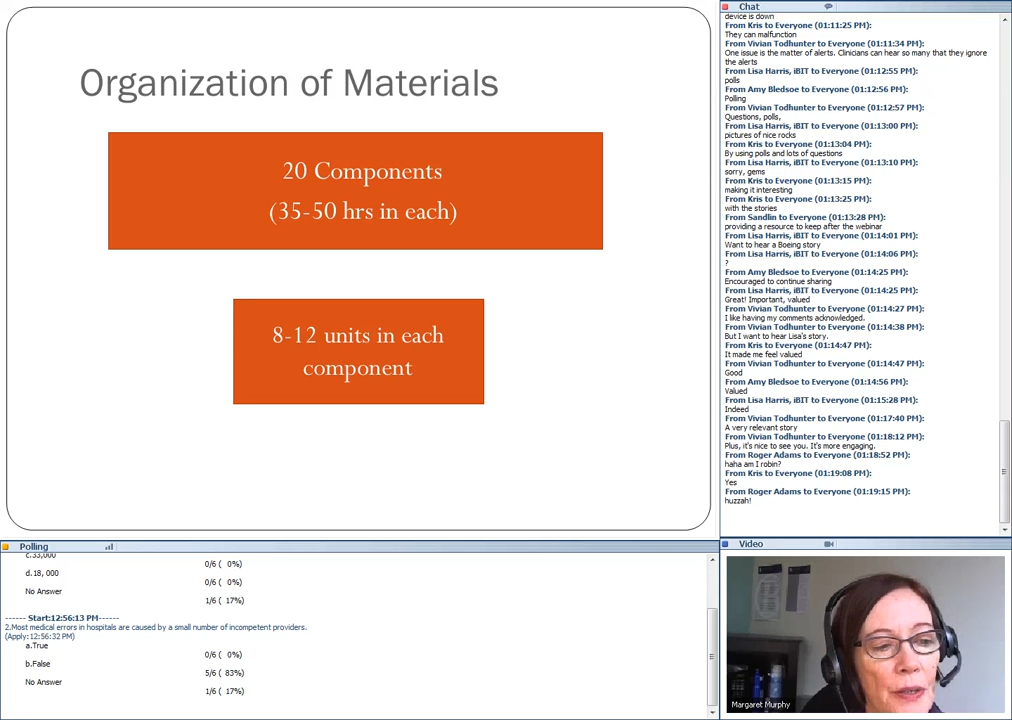 Organization of Materials
20 Components
(35-50 hrs in each)
8-12 units in each
component
Chat
device is down
From Kris to Everyone (01:11:25 PM):
They can malfunction
From Vivian Todhunter to Everyone (01:11:34 PM):
One issue is the matter of alerts. Clinicians can hear so many that they ignore
the alerts
From Lisa Harris, iBIT to Everyone (01:12:55 PM):
polls
From Amy Bledsoe to Everyone (01:12:56 PM):
Polling
From Vivian Todhunter to Everyone (01:12:57 PM):
Questions, polls,
From Lisa Harris, iBIT to Everyone (01:13:00 PM):
pictures of nice rocks
From Kris to Everyone (01:13:04 PM):
By using polls and lots of questions
From Lisa Harris, iBIT to Everyone (01:13:10 PM):
sorry, gems
From Kris to Everyone (01:13:15 PM):
making it interesting
From Kris to Everyone (01:13:25 PM):
with the stories
From Sandlin to Everyone (01:13:28 PM):
providing a resource to keep after the webinar
From Lisa Harris, iBIT to Everyone (01:14:01 PM):
Want to hear a Boeing story
From Lisa Harris, iBIT to Everyone (01:14:06 PM):
?
From Amy Bledsoe to Everyone (01:14:25 PM):
Encouraged to continue sharing
From Lisa Harris, iBIT to Everyone (01:14:25 PM):
Great! Important, valued
From Vivian Todhunter to Everyone (01:14:27 PM):
I like having my comments acknowledged.
From Vivian Todhunter to Everyone (01:14:38 PM):
But I want to hear Lisa's story.
From Kris to Everyone (01:14:47 PM):
It made me feel valued
From Vivian Todhunter to Everyone (01:14:47 PM):
Good
From Amy Bledsoe to Everyone (01:14:56 PM):
Valued
From Lisa Harris, iBIT to Everyone (01:15:28 PM):
Indeed
From Vivian Todhunter to Everyone (01:17:40 PM):
A very relevant story
From Vivian Todhunter to Everyone (01:18:12 PM):
Plus, it's nice to see you. It's more engaging.
From Roger Adams to Everyone (01:18:52 PM):
haha am I robin?
From Kris to Everyone (01:19:08 PM):
Yes
From Roger Adams to Everyone (01:19:15 PM):
huzzah!
Polling
c.33,000
0/6 ( 0%)
d.18, 000
0/6 ( 0%)
No Answer
1/6 ( 17%)
------ Start:12:56:13 PM------
2.Most medical errors in hospitals are caused by a small number of incompetent providers.
(Apply:12:56:32 PM)
a.True
0/6 ( 0%)
b.False
5/6 ( 83%)
No Answer
1/6 ( 17%)
Video
Margaret Murphy